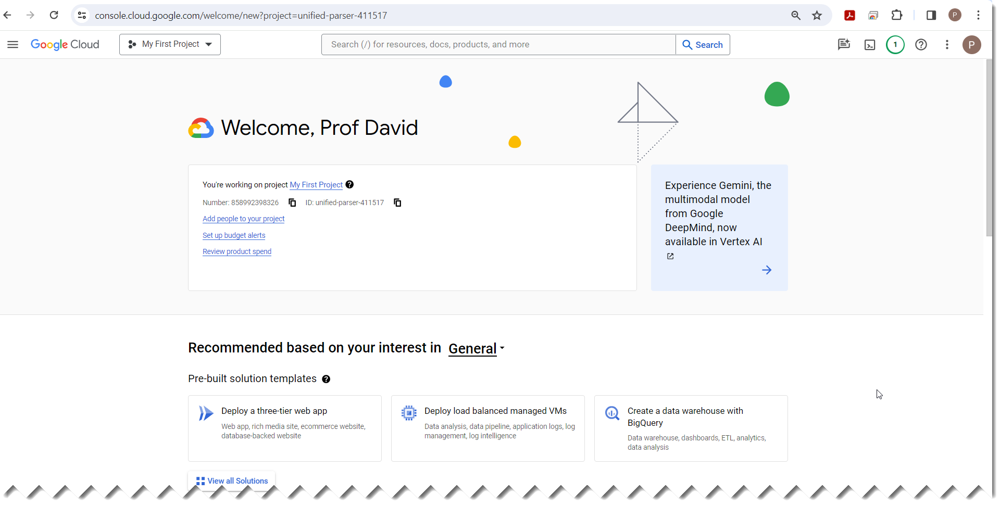 console.cloud.google.com/welcome/new?project=unified-parser-411517
P
Google Cloud
My First Project
Search (/) for resources, docs, products, and more
Search
1
P
Welcome, Prof David
You're working on project My First Project
Number: 858992398326 ID: unified-parser-411517
Add people to your project
Set up budget alerts
Review product spend
Experience Gemini, the
multimodal model
from Google
DeepMind, now
available in Vertex AI
Recommended based on your interest in General
Pre-built solution templates
Deploy a three-tier web app
Web app, rich media site, ecommerce website,
database-backed website
Deploy load balanced managed VMs
Data analysis, data pipeline, application logs, log
management, log intelligence
Create a data warehouse with
BigQuery
Data warehouse, dashboards, ETL, analytics,
data analysis
View all Solutions